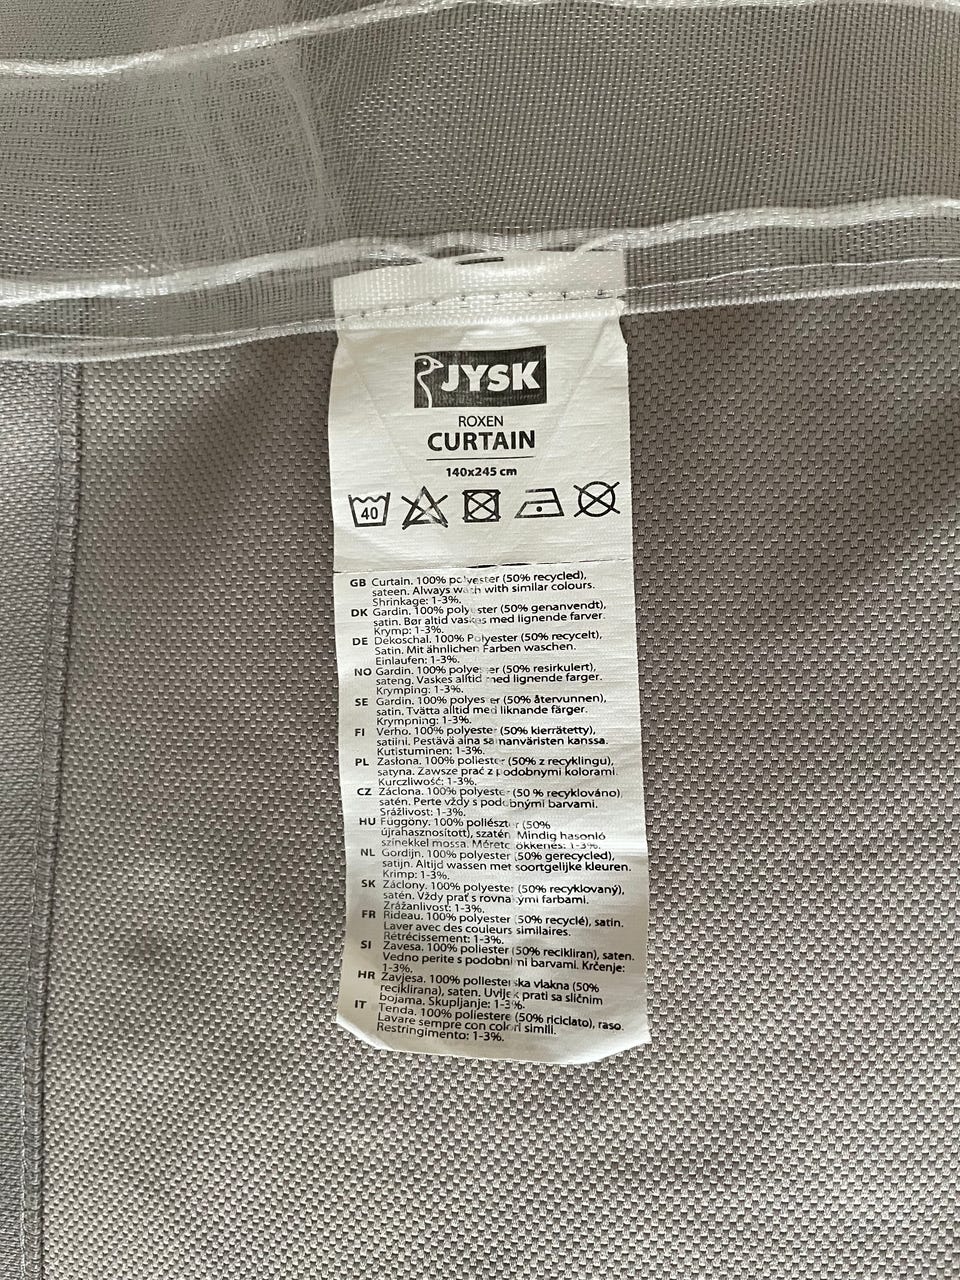 JYSK
ROXEN
CURTAIN
140x245 cm
40
GB Curtain. 100% polyester (50% recycled),
sateen. Always wash with similar colours.
Shrinkage: 1-3%.
DK Gardin. 100% polyester (50% genanvendt),
satin. Bør altid vaskes med lignende farver.
Krymp: 1-3%.
DE Dekoschal. 100% Polyester (50% recycelt),
Satin. Mit ähnlichen Farben waschen.
Einlaufen: 1-3%.
NO Gardin. 100% polyester (50% resirkulert),
sateng. Vaskes alltid med lignende farger.
Krymping: 1-3%.
SE Gardin. 100% polyester (50% återvunnen),
satin. Tvätta alltid med liknande färger.
Krympning: 1-3%.
FI Verho. 100% polyester (50% kierrätetty),
satiini. Pestävä aina samanväristen kanssa.
Kutistuminen: 1-3%.
PL Zasłona. 100% poliester (50% z recyklingu),
satyna. Zawsze prać z podobnymi kolorami.
Kurczliwość: 1-3%.
CZ Záclona. 100% polyester (50 % recyklováno),
satén. Perte vždy s podobnými barvami.
Srážlivost: 1-3%.
HU Függöny. 100% poliészter (50%
újrahasznosított), szatén. Mindig hasonló
színekkel mossa. Méretcsökkenés: 1-3%.
NL Gordijn. 100% polyester (50% gerecycled),
satijn. Altijd wassen met soortgelijke kleuren.
Krimp: 1-3%.
SK Záclony. 100% polyester (50% recyklovaný),
satén. Vždy prať s rovnakými farbami.
Zrážanlivosť: 1-3%.
FR Rideau. 100% polyester (50% recyclé), satin.
Laver avec des couleurs similaires.
Rétrécissement: 1-3%.
SI Zavesa. 100% poliester (50% recikliran), saten.
Vedno perite s podobnimi barvami. Krčenje:
1-3%.
HR Zavjesa. 100% poliesterska vlakna (50%
reciklirana), saten. Uvijek prati sa sličnim
bojama. Skupljanje: 1-3%.
IT Tenda. 100% poliestere (50% riciclato), raso.
Lavare sempre con colori simili.
Restringimento: 1-3%.